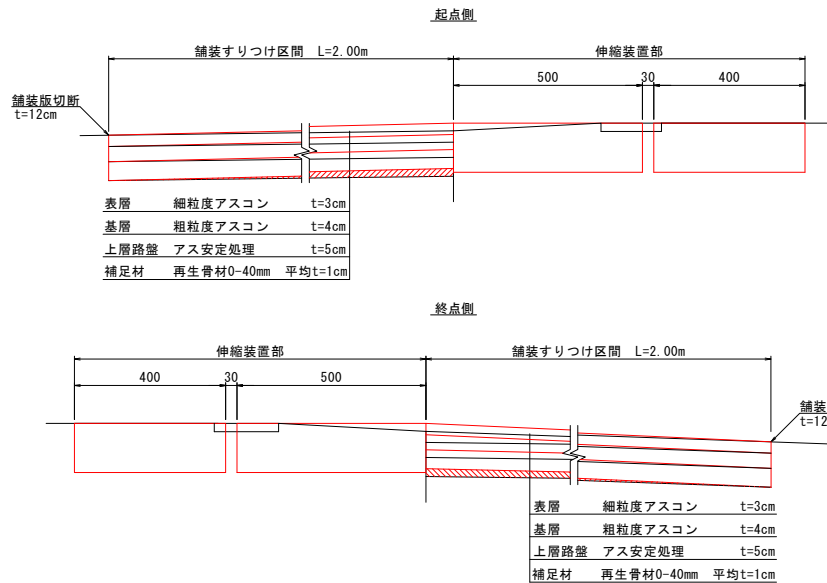 起点側
舗装すりつけ区間 L=2.00m
伸縮装置部
500
30
400
舗装版切断
t=12cm
表層 細粒度アスコン t=3cm
基層 粗粒度アスコン t=4cm
上層路盤 アス安定処理 t=5cm
補足材 再生骨材0-40mm 平均t=1cm
終点側
伸縮装置部
舗装すりつけ区間 L=2.00m
400
30
500
舗装
t=12
表層 細粒度アスコン t=3cm
基層 粗粒度アスコン t=4cm
上層路盤 アス安定処理 t=5cm
補足材 再生骨材0-40mm 平均t=1cm